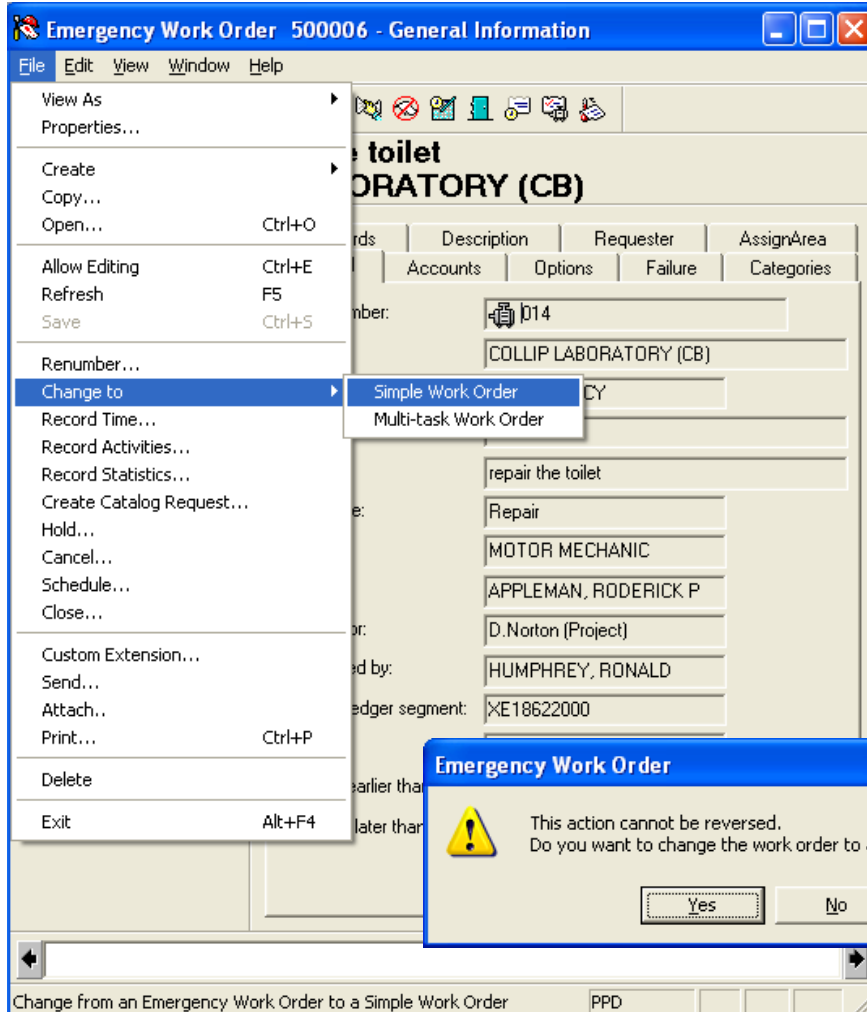 Emergency Work Order 500006 - General Information
File Edit View Window Help
View As
Properties...
Create
Copy...
Open... Ctrl+O
Allow Editing Ctrl+E
Refresh F5
Save Ctrl+S
Renumber...
Change to
Record Time...
Record Activities...
Record Statistics...
Create Catalog Request...
Hold...
Cancel...
Schedule...
Close...
Custom Extension...
Send...
Attach..
Print... Ctrl+P
Delete
Exit Alt+F4
Simple Work Order
Multi-task Work Order
toilet
ORATORY (CB)
rds Description Requester AssignArea
Accounts Options Failure Categories
mber: 014
COLLIP LABORATORY (CB)
CY
repair the toilet
e: Repair
MOTOR MECHANIC
APPLEMAN, RODERICK P
or: D.Norton (Project)
ed by: HUMPHREY, RONALD
edger segment: XE18622000
earlier than
later than
Emergency Work Order
This action cannot be reversed.
Do you want to change the work order to a
Yes No
Change from an Emergency Work Order to a Simple Work Order PPD